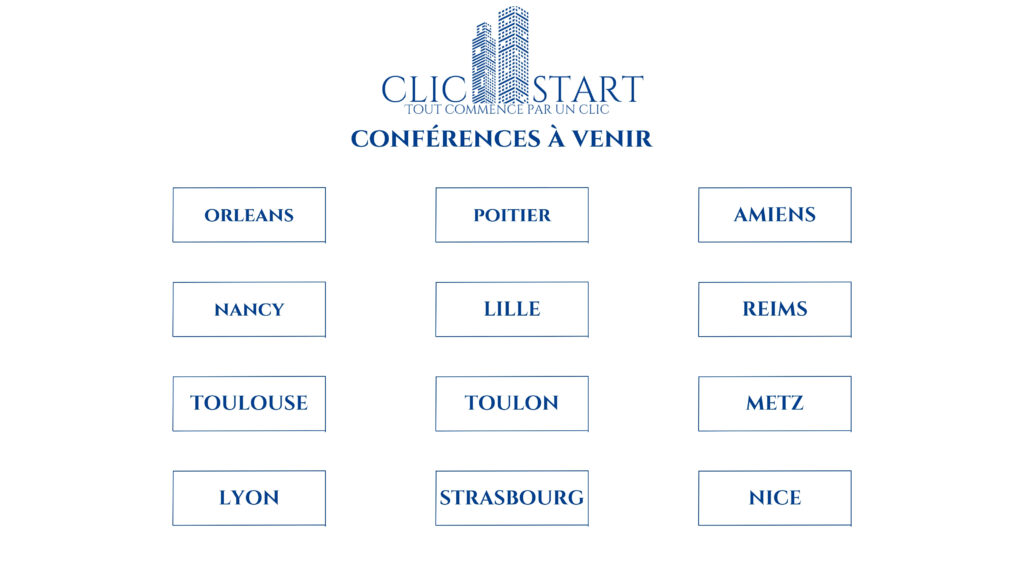 CLIC START
TOUT COMMENCE PAR UN CLIC
CONFÉRENCES À VENIR
ORLEANS
POITIER
AMIENS
NANCY
LILLE
REIMS
TOULOUSE
TOULON
METZ
LYON
STRASBOURG
NICE